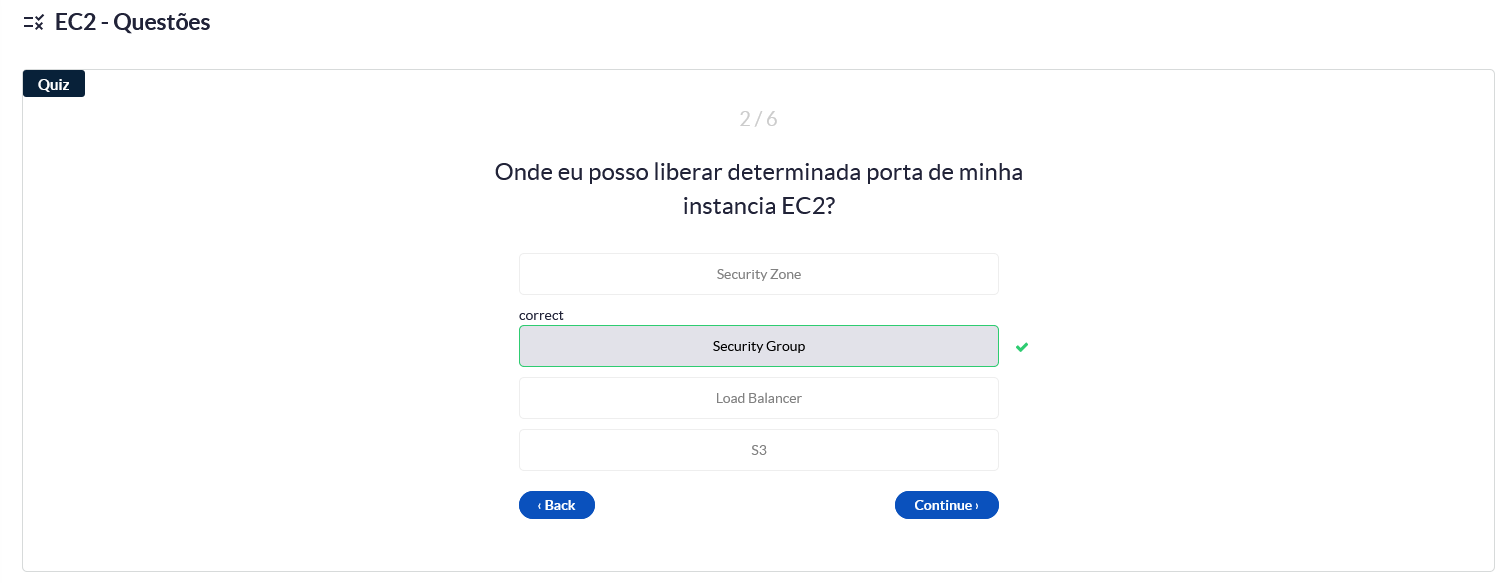 EC2 - Questões
Quiz
2 / 6
Onde eu posso liberar determinada porta de minha
instancia EC2?
Security Zone
correct
Security Group
Load Balancer
S3
‹ Back
Continue ›